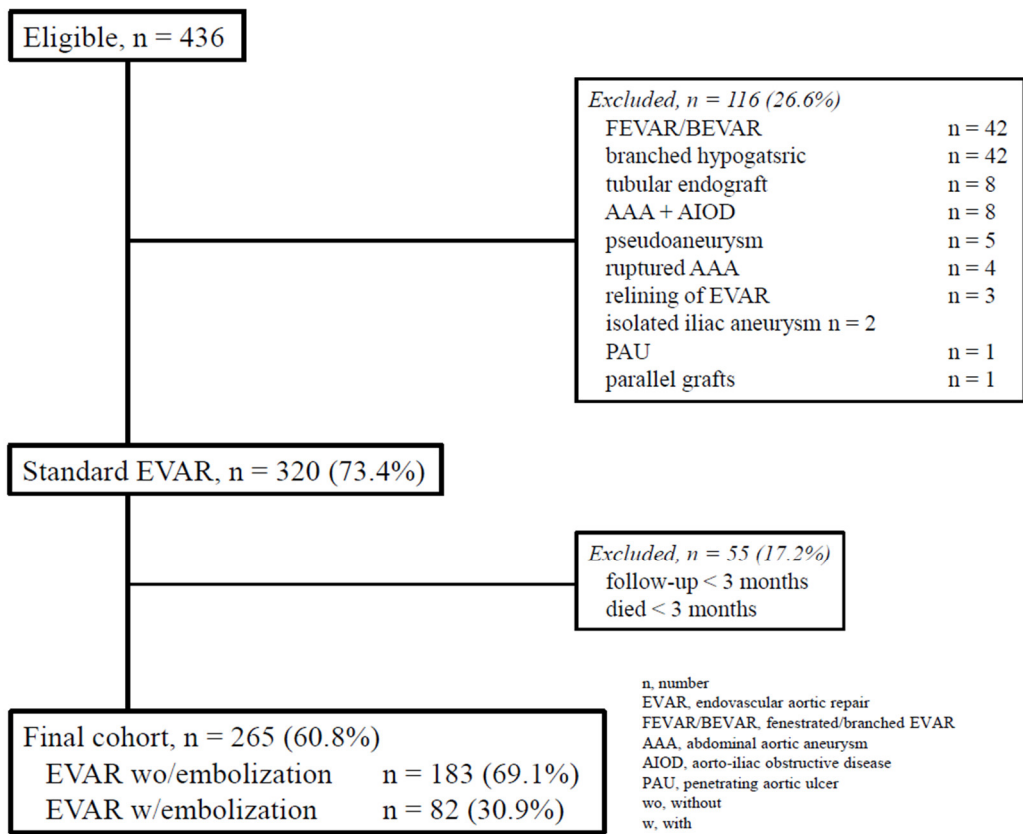 Eligible, n = 436
Excluded, n = 116 (26.6%)
FEVAR/BEVAR n = 42
branched hypogatsric n = 42
tubular endograft n = 8
AAA + AIOD n = 8
pseudoaneurysm n = 5
ruptured AAA n = 4
relining of EVAR n = 3
isolated iliac aneurysm n = 2
PAU n = 1
parallel grafts n = 1
Standard EVAR, n = 320 (73.4%)
Excluded, n = 55 (17.2%)
follow-up < 3 months
died < 3 months
Final cohort, n = 265 (60.8%)
EVAR wo/embolization n = 183 (69.1%)
EVAR w/embolization n = 82 (30.9%)
n, number
EVAR, endovascular aortic repair
FEVAR/BEVAR, fenestrated/branched EVAR
AAA, abdominal aortic aneurysm
AIOD, aorto-iliac obstructive disease
PAU, penetrating aortic ulcer
wo, without
w, with